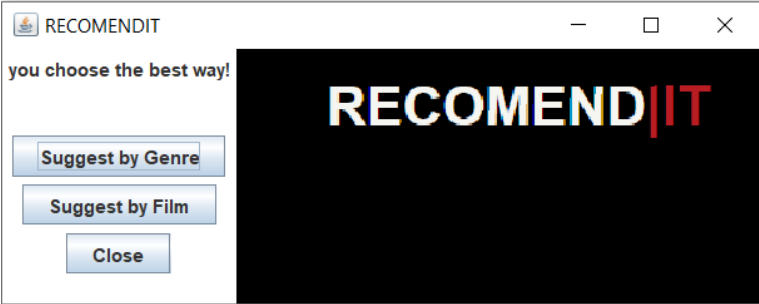 RECOMENDIT
you choose the best way!
Suggest by Genre
Suggest by Film
Close
RECOMEND|IT